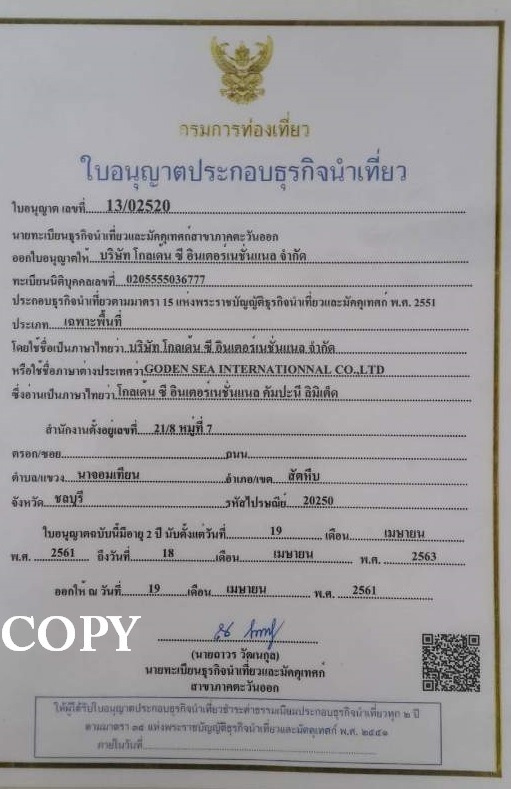 กรมการท่องเที่ยว
ใบอนุญาตประกอบธุรกิจนำเที่ยว
ใบอนุญาต เลขที่ 13/02520
นายทะเบียนธุรกิจนำเที่ยวและมัคคุเทศก์สาขาภาคตะวันออก
ออกใบอนุญาตให้ บริษัท โกลเด้น ซี อินเตอร์เนชั่นแนล จำกัด
ทะเบียนนิติบุคคลเลขที่ 0205555036777
ประกอบธุรกิจนำเที่ยวตามมาตรา 15 แห่งพระราชบัญญัติธุรกิจนำเที่ยวและมัคคุเทศก์ พ.ศ. 2551
ประเภท เฉพาะพื้นที่
โดยใช้ชื่อเป็นภาษาไทยว่า บริษัท โกลเด้น ซี อินเตอร์เนชั่นแนล จำกัด
หรือใช้ชื่อภาษาต่างประเทศว่า GODEN SEA INTERNATIONNAL CO.,LTD
ซึ่งอ่านเป็นภาษาไทยว่า โกลเด้น ซี อินเตอร์เนชั่นแนล คัมปะนี ลิมิเต็ด
สำนักงานตั้งอยู่เลขที่ 21/8 หมู่ที่ 7
ตรอก/ซอย ถนน
ตำบล/แขวง นาจอมเทียน อำเภอ/เขต สัตหีบ
จังหวัด ชลบุรี รหัสไปรษณีย์ 20250
ใบอนุญาตฉบับนี้มีอายุ 2 ปี นับตั้งแต่วันที่ 19 เดือน เมษายน
พ.ศ. 2561 ถึงวันที่ 18 เดือน เมษายน พ.ศ. 2563
ออกให้ ณ วันที่ 19 เดือน เมษายน พ.ศ. 2561
COPY
(นายถาวร วัฒนกูล)
นายทะเบียนธุรกิจนำเที่ยวและมัคคุเทศก์
สาขาภาคตะวันออก
ให้ผู้ได้รับใบอนุญาตประกอบธุรกิจนำเที่ยวชำระค่าธรรมเนียมประกอบธุรกิจนำเที่ยวทุก ๒ ปี
ตามมาตรา ๓๔ แห่งพระราชบัญญัติธุรกิจนำเที่ยวและมัคคุเทศก์ พ.ศ. ๒๕๕๑
ภายในวันที่